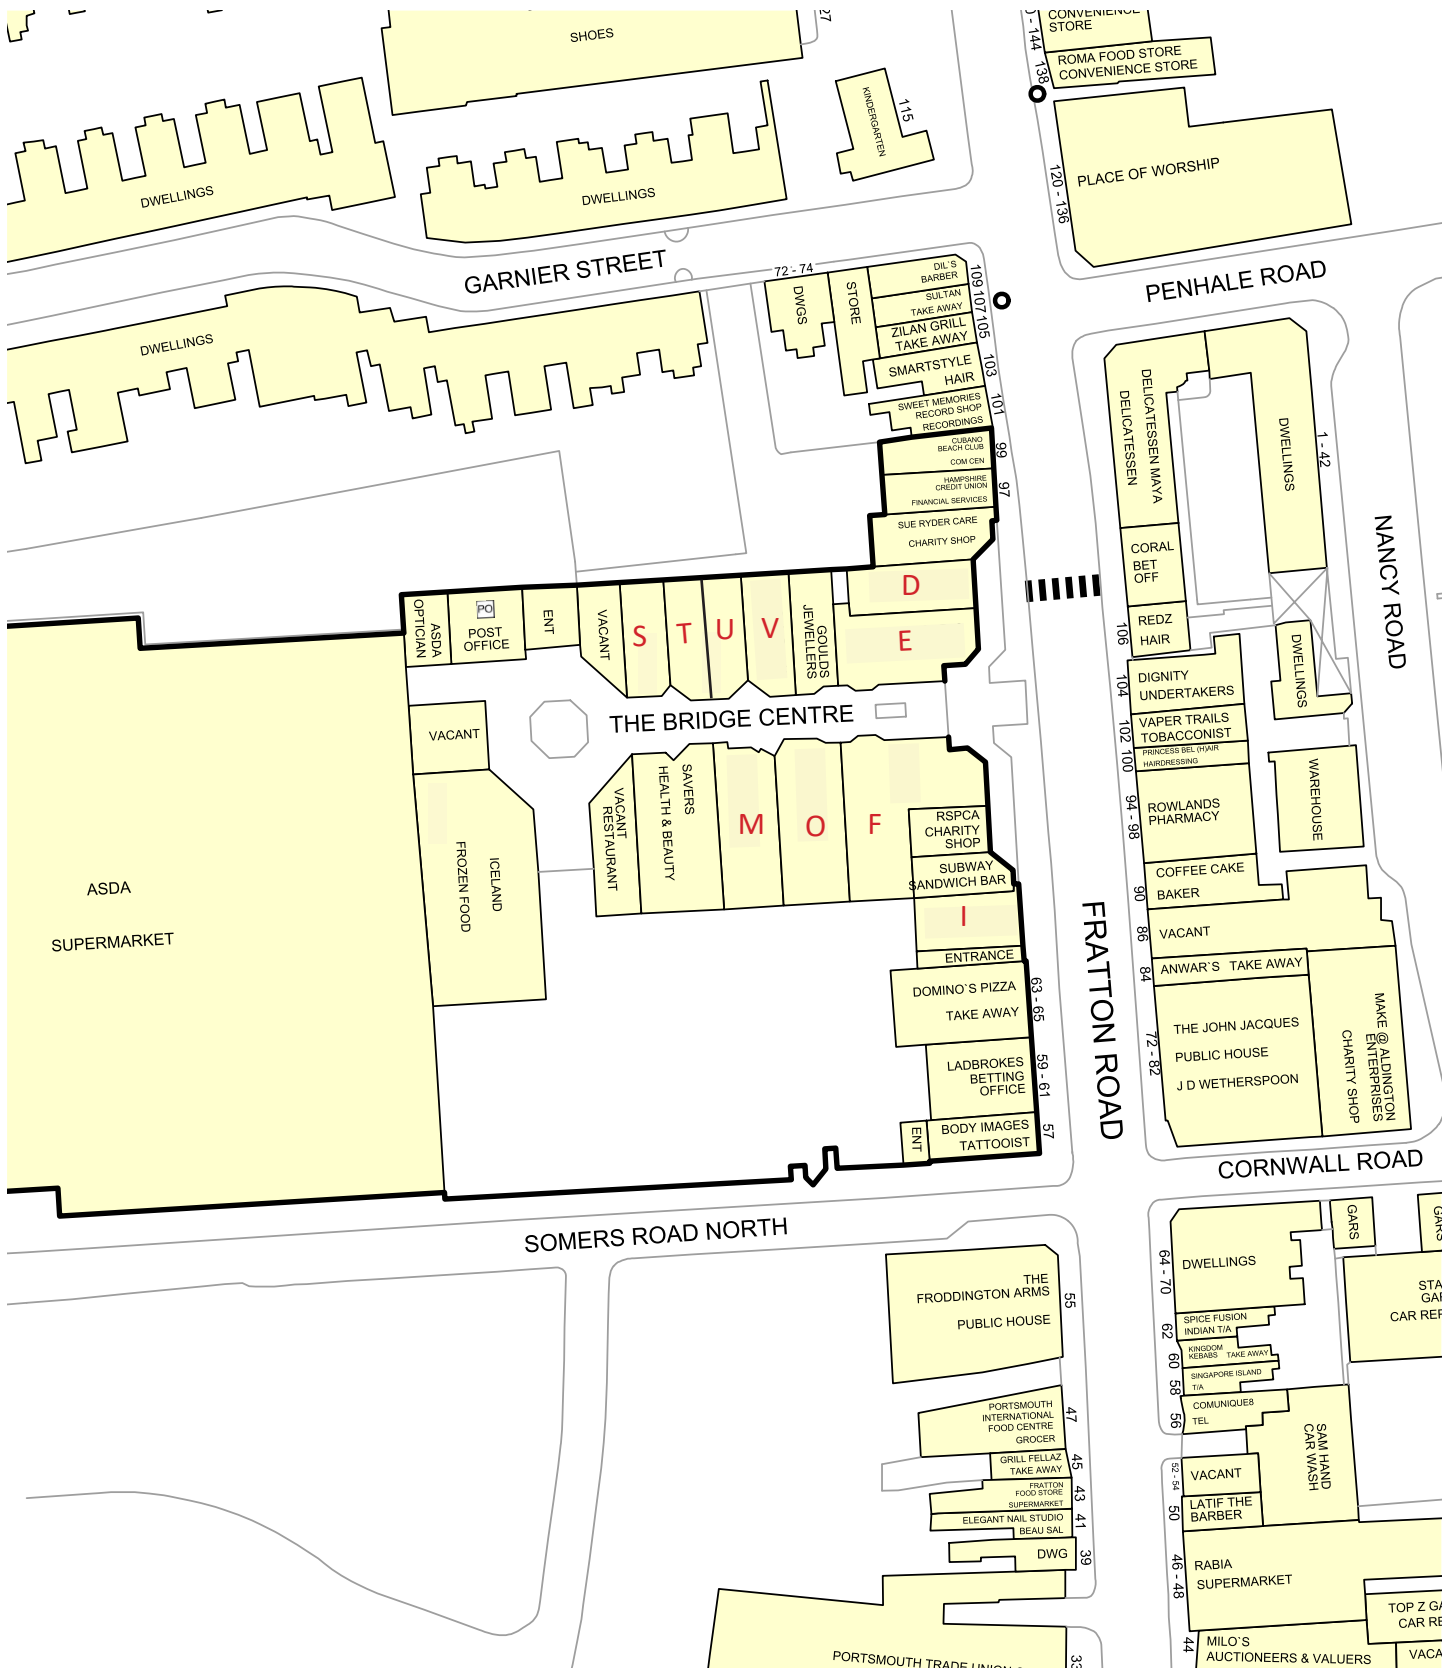 SHOES
27
CONVENIENCE
STORE
- 144
138
ROMA FOOD STORE
CONVENIENCE STORE
KINDERGARTEN
115
PLACE OF WORSHIP
120 - 136
DWELLINGS
DWELLINGS
GARNIER STREET
PENHALE ROAD
72 - 74
DWGS
STORE
DIL`S
BARBER
109
SULTAN
TAKE AWAY
107
ZILAN GRILL
TAKE AWAY
105
SMARTSTYLE
HAIR
103
SWEET MEMORIES
RECORD SHOP
RECORDINGS
101
DWELLINGS
CUBANO
BEACH CLUB
COM CEN
99
HAMPSHIRE
CREDIT UNION
FINANCIAL SERVICES
97
SUE RYDER CARE
CHARITY SHOP
DELICATESSEN MAYA
DELICATESSEN
DWELLINGS
1 - 42
NANCY ROAD
CORAL
BET
OFF
REDZ
HAIR
106
DWELLINGS
DIGNITY
UNDERTAKERS
104
VAPER TRAILS
TOBACCONIST
102
PRINCESS BEL (H)AIR
HAIRDRESSING
100
ROWLANDS
PHARMACY
94 - 98
WAREHOUSE
COFFEE CAKE
BAKER
90
VACANT
86
ANWAR`S TAKE AWAY
84
THE JOHN JACQUES
PUBLIC HOUSE
J D WETHERSPOON
72 - 82
MAKE @ ALDINGTON
ENTERPRISES
CHARITY SHOP
ASDA
OPTICIAN
PO
POST
OFFICE
ENT
VACANT
S
T
U
V
GOULDS
JEWELLERS
D
E
THE BRIDGE CENTRE
VACANT
ICELAND
FROZEN FOOD
VACANT
RESTAURANT
SAVERS
HEALTH & BEAUTY
M
O
F
RSPCA
CHARITY
SHOP
SUBWAY
SANDWICH BAR
I
ENTRANCE
DOMINO`S PIZZA
TAKE AWAY
63 - 65
LADBROKES
BETTING
OFFICE
59 - 61
ENT
BODY IMAGES
TATTOOIST
57
ASDA
SUPERMARKET
FRATTON ROAD
CORNWALL ROAD
SOMERS ROAD NORTH
THE
FRODDINGTON ARMS
PUBLIC HOUSE
55
PORTSMOUTH
INTERNATIONAL
FOOD CENTRE
GROCER
47
GRILL FELLAZ
TAKE AWAY
45
FRATTON
FOOD STORE
SUPERMARKET
43
ELEGANT NAIL STUDIO
BEAU SAL
41
DWG
39
PORTSMOUTH TRADE UNION
33
DWELLINGS
64 - 70
GARS
GARS
SPICE FUSION
INDIAN T/A
62
KINGDOM
KEBABS TAKE AWAY
60
SINGAPORE ISLAND
T/A
58
COMUNIQUE8
TEL
56
SAM HAND
CAR WASH
VACANT
52 - 54
LATIF THE
BARBER
50
RABIA
SUPERMARKET
46 - 48
STA
GAR
CAR REP
TOP Z GA
CAR RE
MILO`S
AUCTIONEERS & VALUERS
44
VACA